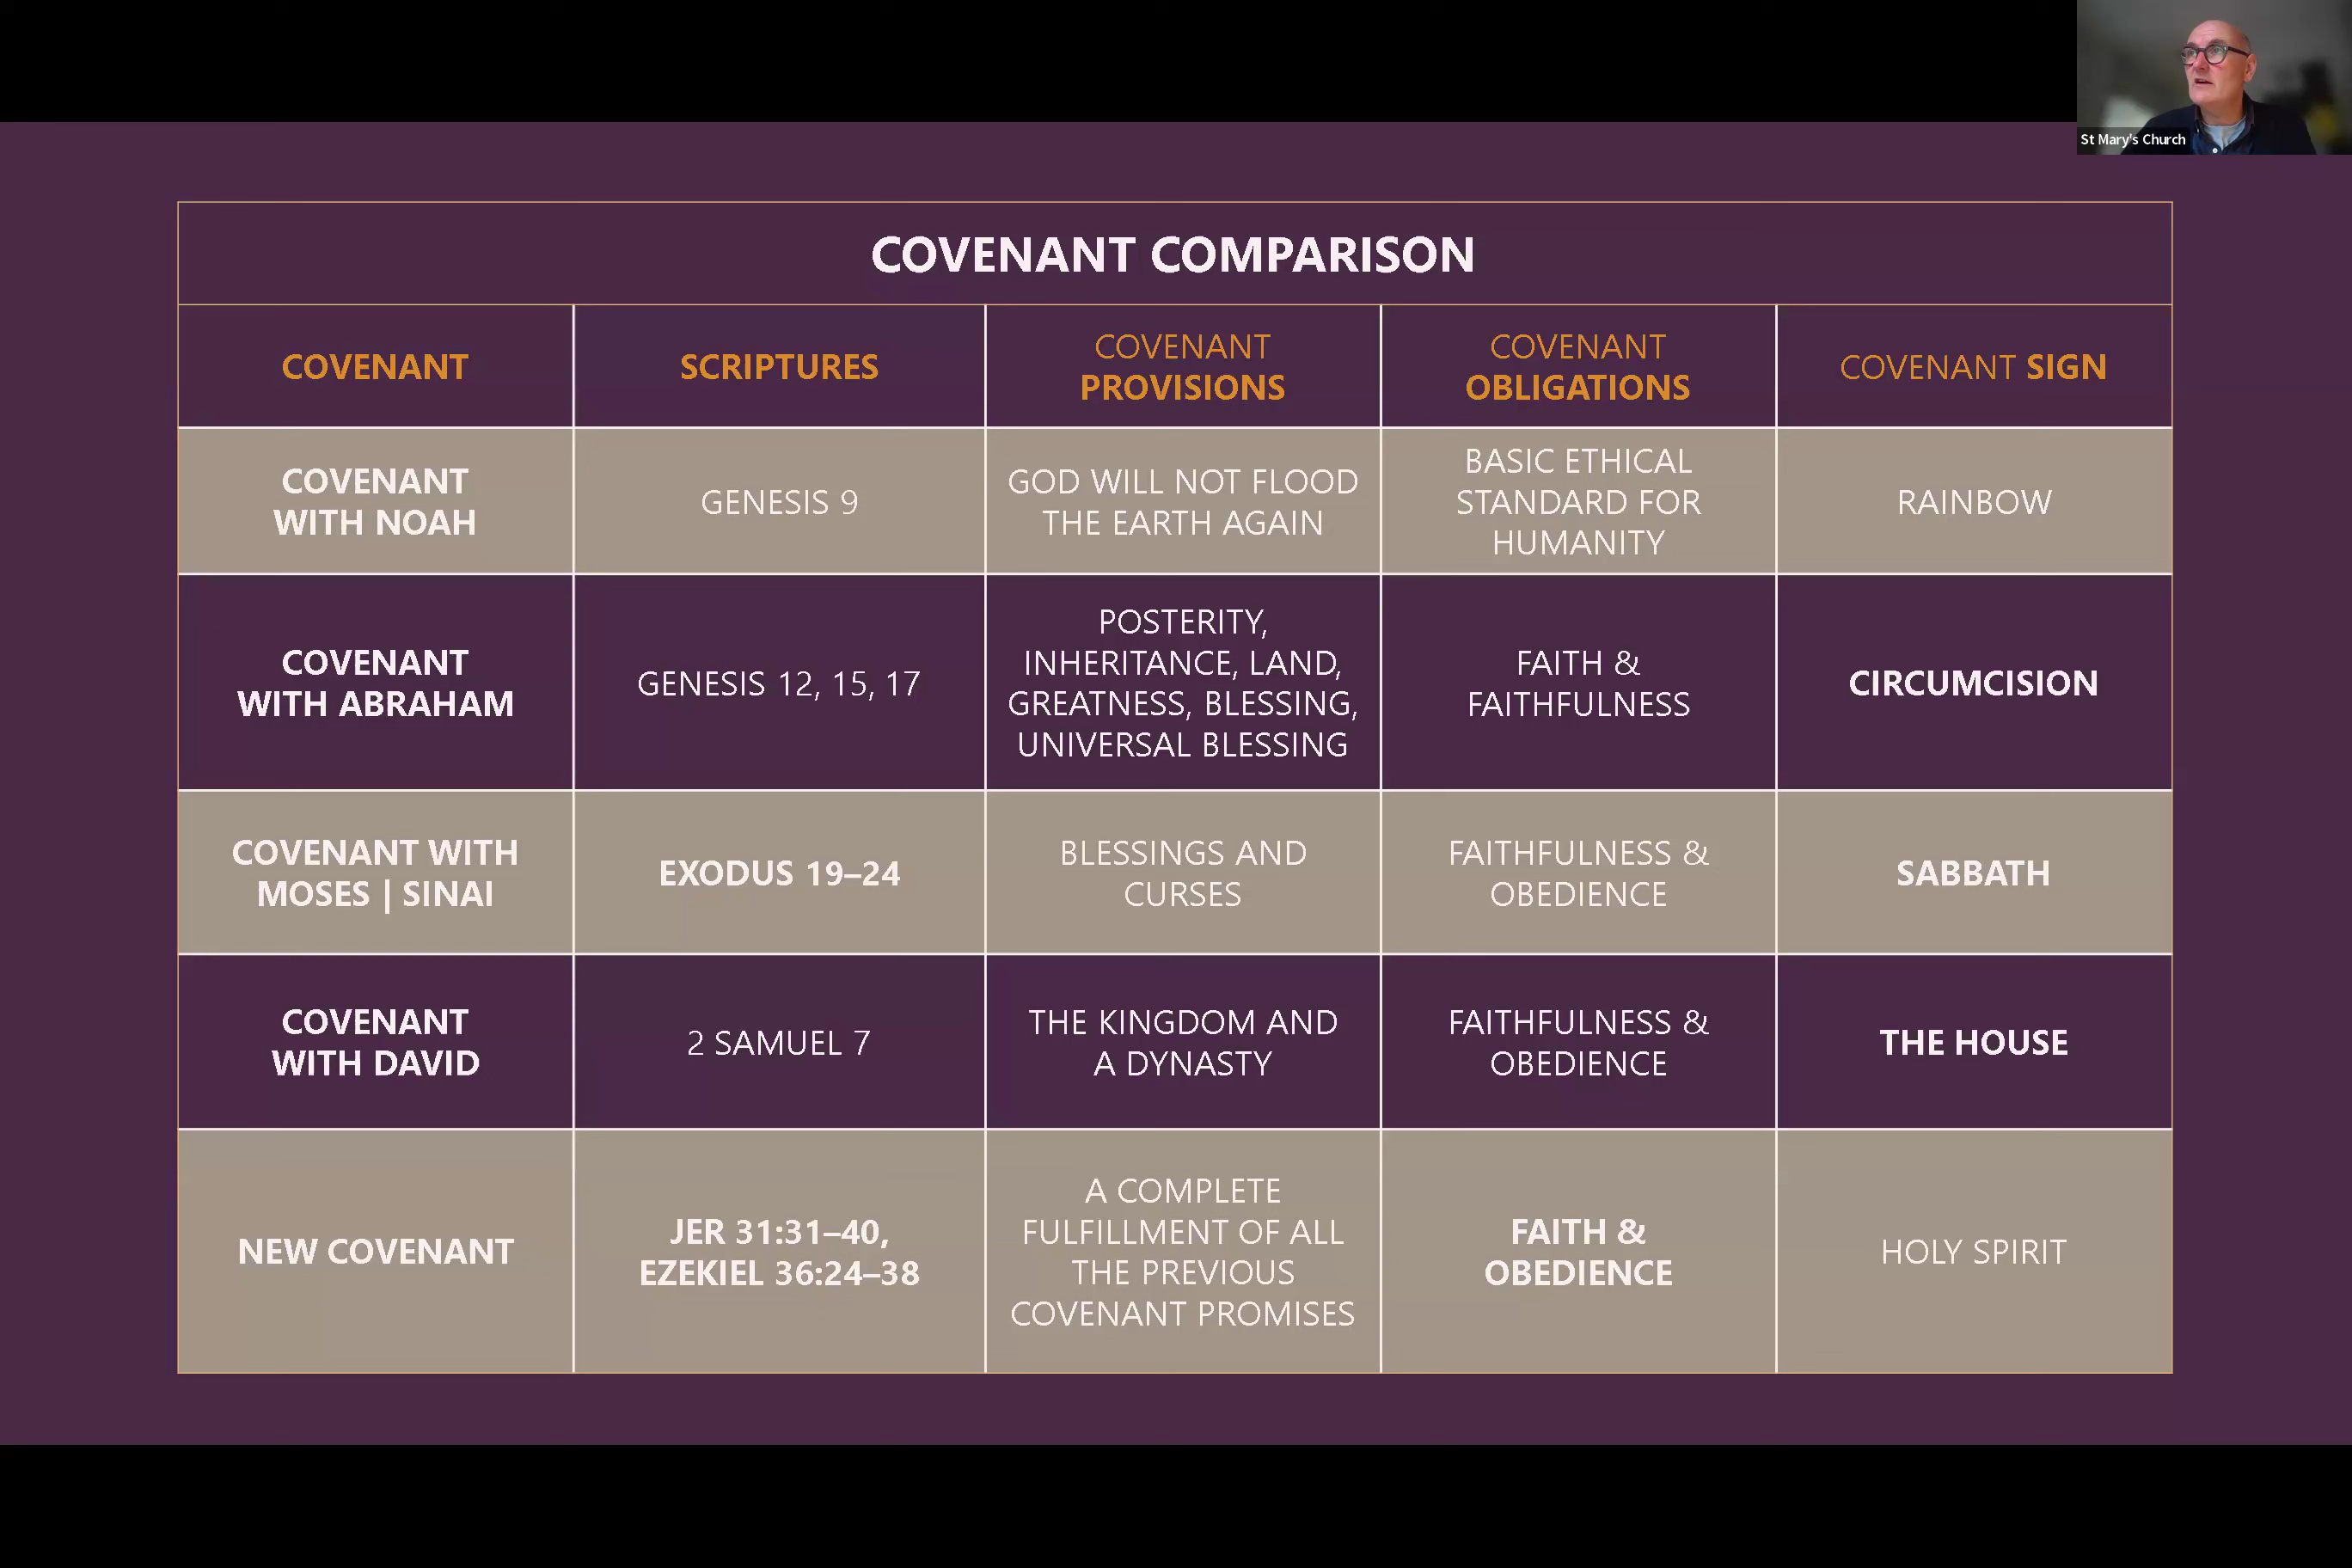 St Mary's Church
COVENANT COMPARISON
COVENANT
SCRIPTURES
COVENANT
PROVISIONS
COVENANT
OBLIGATIONS
COVENANT SIGN
COVENANT
WITH NOAH
GENESIS 9
GOD WILL NOT FLOOD
THE EARTH AGAIN
BASIC ETHICAL
STANDARD FOR
HUMANITY
RAINBOW
COVENANT
WITH ABRAHAM
GENESIS 12, 15, 17
POSTERITY,
INHERITANCE, LAND,
GREATNESS, BLESSING,
UNIVERSAL BLESSING
FAITH &
FAITHFULNESS
CIRCUMCISION
COVENANT WITH
MOSES | SINAI
EXODUS 19–24
BLESSINGS AND
CURSES
FAITHFULNESS &
OBEDIENCE
SABBATH
COVENANT
WITH DAVID
2 SAMUEL 7
THE KINGDOM AND
A DYNASTY
FAITHFULNESS &
OBEDIENCE
THE HOUSE
NEW COVENANT
JER 31:31–40,
EZEKIEL 36:24–38
A COMPLETE
FULFILLMENT OF ALL
THE PREVIOUS
COVENANT PROMISES
FAITH &
OBEDIENCE
HOLY SPIRIT